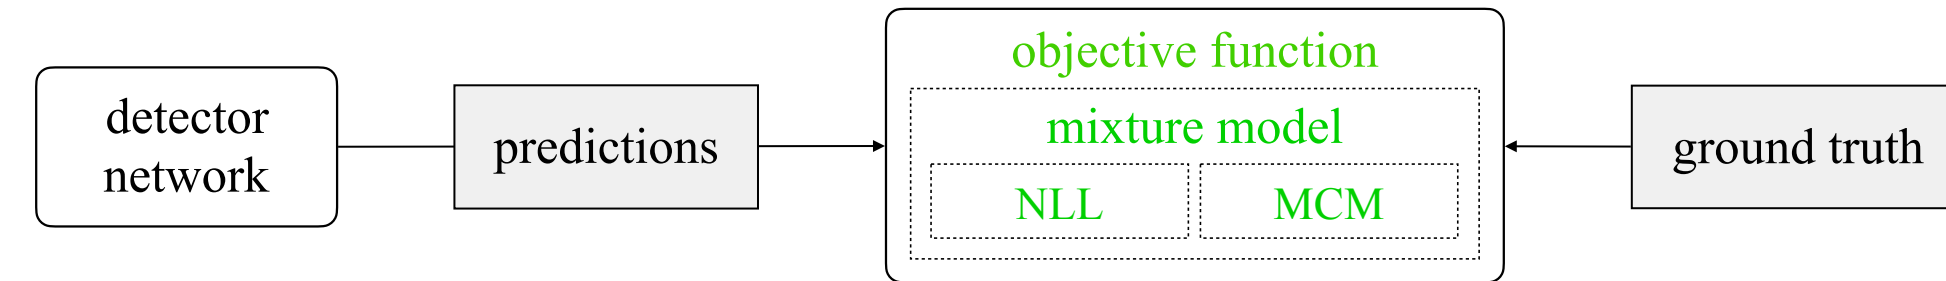 detector
network
predictions
objective function
mixture model
NLL
MCM
ground truth